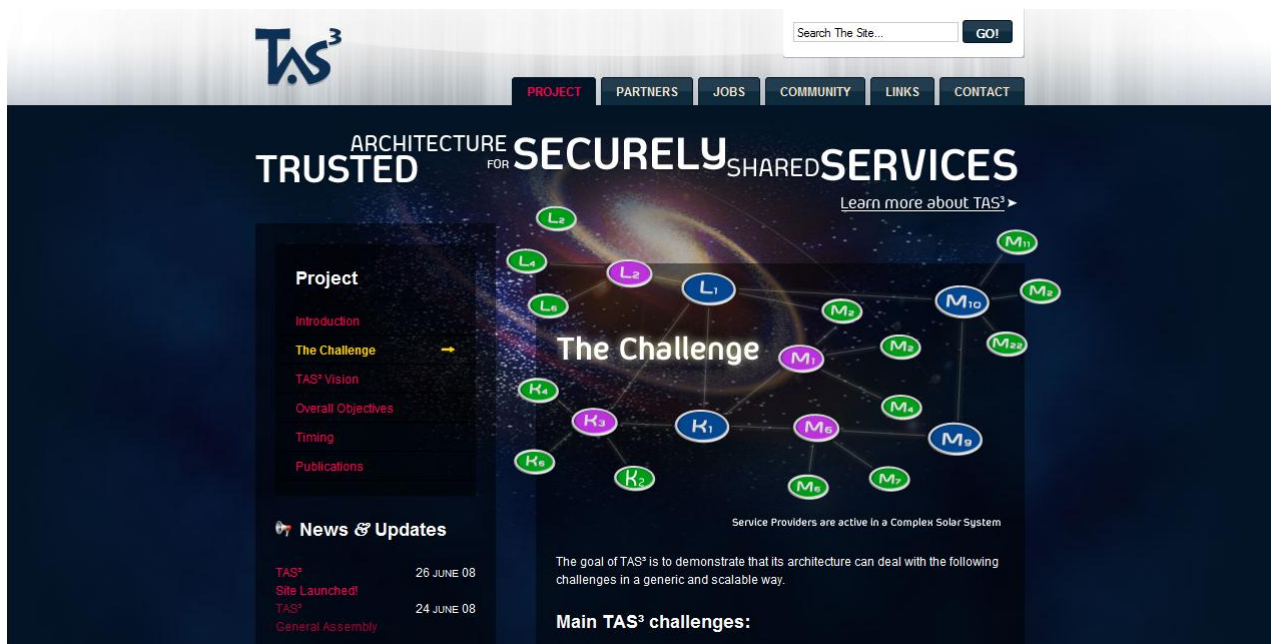 TAS³
Search The Site...
GO!
PROJECT
PARTNERS
JOBS
COMMUNITY
LINKS
CONTACT
TRUSTED ARCHITECTURE FOR SECURELY SHARED SERVICES
Learn more about TAS³
Project
Introduction
The Challenge
TAS³ Vision
Overall Objectives
Timing
Publications
News & Updates
TAS³ 26 JUNE 08
Site Launched!
TAS³ 24 JUNE 08
General Assembly
L₂
L₄
L₂
L₁
L₆
M₁₁
M₂
M₁₀
M₂
M₂₂
The Challenge
M₂
M₁
K₄
M₄
K₃
K₁
M₆
M₉
K₆
K₂
M₆
M₇
Service Providers are active in a Complex Solar System
The goal of TAS³ is to demonstrate that its architecture can deal with the following
challenges in a generic and scalable way.
Main TAS³ challenges: